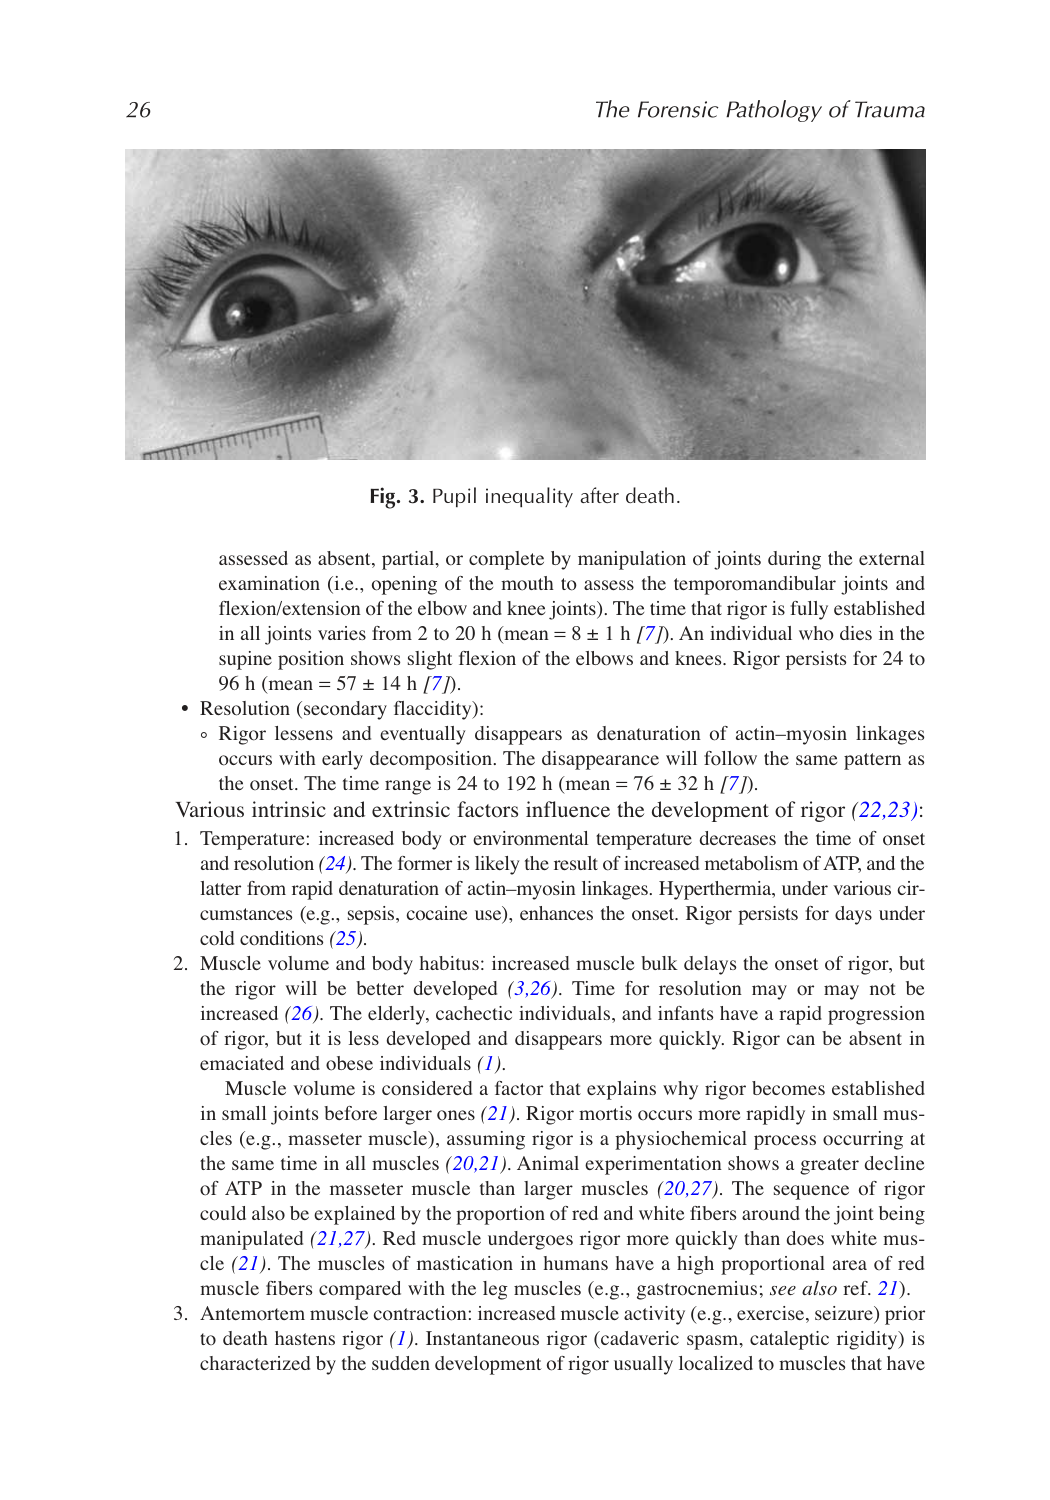 26
The Forensic Pathology of Trauma
Fig. 3. Pupil inequality after death.
assessed as absent, partial, or complete by manipulation of joints during the external
examination (i.e., opening of the mouth to assess the temporomandibular joints and
flexion/extension of the elbow and knee joints). The time that rigor is fully established
in all joints varies from 2 to 20 h (mean = 8 ± 1 h [7]). An individual who dies in the
supine position shows slight flexion of the elbows and knees. Rigor persists for 24 to
96 h (mean = 57 ± 14 h [7]).
• Resolution (secondary flaccidity):
◦ Rigor lessens and eventually disappears as denaturation of actin–myosin linkages
occurs with early decomposition. The disappearance will follow the same pattern as
the onset. The time range is 24 to 192 h (mean = 76 ± 32 h [7]).
Various intrinsic and extrinsic factors influence the development of rigor (22,23):
1. Temperature: increased body or environmental temperature decreases the time of onset
and resolution (24). The former is likely the result of increased metabolism of ATP, and the
latter from rapid denaturation of actin–myosin linkages. Hyperthermia, under various cir-
cumstances (e.g., sepsis, cocaine use), enhances the onset. Rigor persists for days under
cold conditions (25).
2. Muscle volume and body habitus: increased muscle bulk delays the onset of rigor, but
the rigor will be better developed (3,26). Time for resolution may or may not be
increased (26). The elderly, cachectic individuals, and infants have a rapid progression
of rigor, but it is less developed and disappears more quickly. Rigor can be absent in
emaciated and obese individuals (1).
Muscle volume is considered a factor that explains why rigor becomes established
in small joints before larger ones (21). Rigor mortis occurs more rapidly in small mus-
cles (e.g., masseter muscle), assuming rigor is a physiochemical process occurring at
the same time in all muscles (20,21). Animal experimentation shows a greater decline
of ATP in the masseter muscle than larger muscles (20,27). The sequence of rigor
could also be explained by the proportion of red and white fibers around the joint being
manipulated (21,27). Red muscle undergoes rigor more quickly than does white mus-
cle (21). The muscles of mastication in humans have a high proportional area of red
muscle fibers compared with the leg muscles (e.g., gastrocnemius; see also ref. 21).
3. Antemortem muscle contraction: increased muscle activity (e.g., exercise, seizure) prior
to death hastens rigor (1). Instantaneous rigor (cadaveric spasm, cataleptic rigidity) is
characterized by the sudden development of rigor usually localized to muscles that have